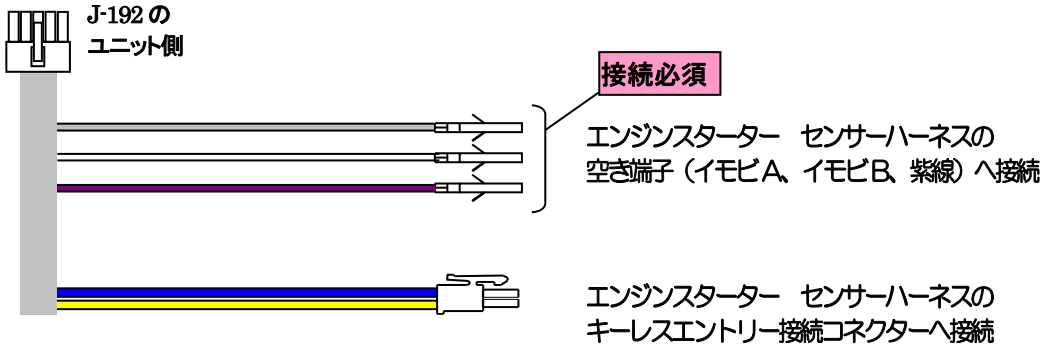 J-192の
ユニット側
接続必須
エンジンスターター　センサーハーネスの
空き端子（イモビA、イモビB、紫線）へ接続
エンジンスターター　センサーハーネスの
キーレスエントリー接続コネクターへ接続